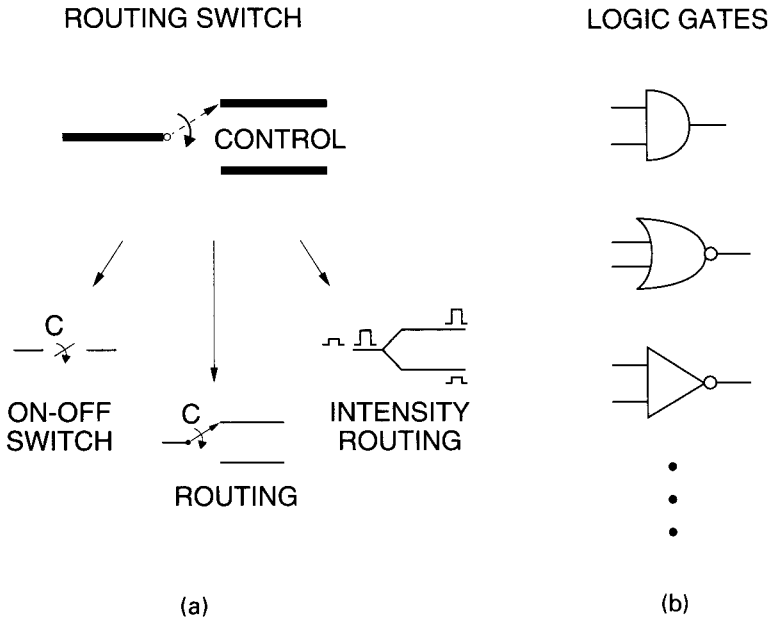 ROUTING SWITCH
LOGIC GATES
CONTROL
C
ON-OFF
SWITCH
C
ROUTING
INTENSITY
ROUTING
(a)
(b)